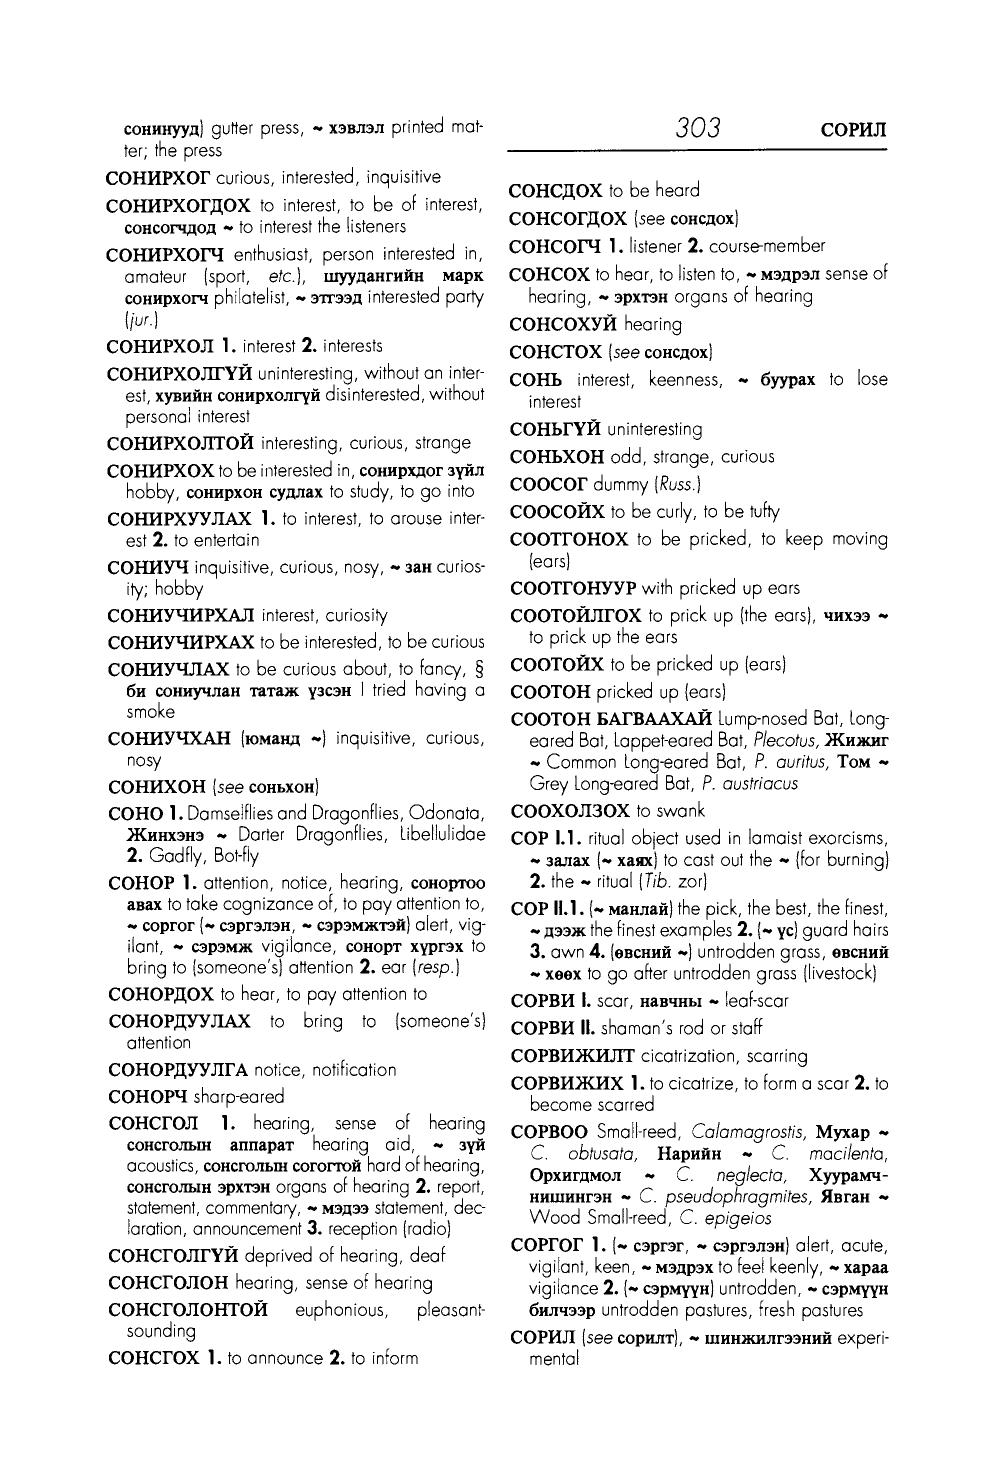 сонинууд) gutter press, ~ хэвлэл printed mat-
ter; the press
СОНИРХОГ curious, interested, inquisitive
СОНИРХОГДОХ to interest, to be of interest,
сонсогчдод ~ to interest the listeners
СОНИРХОГЧ enthusiast, person interested in,
amateur (sport, etc.), шуудангийн марк
сонирхогч philatelist, ~ этгээд interested party
(jur.)
СОНИРХОЛ 1. interest 2. interests
СОНИРХОЛГҮЙ uninteresting, without an inter-
est, хувийн сонирхолгүй disinterested, without
personal interest
СОНИРХОЛТОЙ interesting, curious, strange
СОНИРХОХ to be interested in, сонирхдог зүйл
hobby, сонирхон судлах to study, to go into
СОНИРХУУЛАХ 1. to interest, to arouse inter-
est 2. to entertain
СОНИУЧ inquisitive, curious, nosy, ~ зан curios-
ity; hobby
СОНИУЧИРХАЛ interest, curiosity
СОНИУЧИРХАХ to be interested, to be curious
СОНИУЧЛАХ to be curious about, to fancy, §
би сониучлан татаж үзсэн I tried having a
smoke
СОНИУЧХАН (юманд ~) inquisitive, curious,
nosy
СОНИХОН (see соньхон)
СОНО 1. Damselflies and Dragonflies, Odonata,
Жинхэнэ ~ Darter Dragonflies, Libellulidae
2. Gadfly, Bot-fly
СОНОР 1. attention, notice, hearing, сонортоо
авах to take cognizance of, to pay attention to,
~ соргог (~ сэргэлэн, ~ сэрэмжтэй) alert, vig-
ilant, ~ сэрэмж vigilance, сонорт хүргэх to
bring to (someone's) attention 2. ear (resp.)
СОНОРДОХ to hear, to pay attention to
СОНОРДУУЛАХ to bring to (someone's)
attention
СОНОРДУУЛГА notice, notification
СОНОРЧ sharp-eared
СОНСГОЛ 1. hearing, sense of hearing
сонсголын аппарат hearing aid, ~ зүй
acoustics, сонсголын согогтой hard of hearing,
сонсголын эрхтэн organs of hearing 2. report,
statement, commentary, ~ мэдээ statement, dec-
laration, announcement 3. reception (radio)
СОНСГОЛГҮЙ deprived of hearing, deaf
СОНСГОЛОН hearing, sense of hearing
СОНСГОЛОНТОЙ euphonious, pleasant-
sounding
СОНСГОХ 1. to announce 2. to inform
303 СОРИЛ
СОНСДОХ to be heard
СОНСОГДОХ (see сонсдох)
СОНСОГЧ 1. listener 2. course-member
СОНСОХ to hear, to listen to, ~ мэдрэл sense of
hearing, ~ эрхтэн organs of hearing
СОНСОХУЙ hearing
СОНСТОХ (see сонсдох)
СОНЬ interest, keenness, ~ буурах to lose
interest
СОНЬГҮЙ uninteresting
СОНЬХОН odd, strange, curious
СООСОГ dummy (Russ.)
СООСОЙХ to be curly, to be tufty
СООТГОНОХ to be pricked, to keep moving
(ears)
СООТГОНУУР with pricked up ears
СООТОЙЛГОХ to prick up (the ears), чихээ ~
to prick up the ears
СООТОЙХ to be pricked up (ears)
СООТОН pricked up (ears)
СООТОН БАГВААХАЙ Lump-nosed Bat, Long-
eared Bat, Lappet-eared Bat, Plecotus, Жижиг
~ Common Long-eared Bat, P. auritus, Том ~
Grey Long-eared Bat, P. austriacus
СООХОЛЗОХ to swank
СОР I.1. ritual object used in lamaist exorcisms,
~ залах (~ хаях) to cast out the ~ (for burning)
2. the ~ ritual (Tib. zor)
СОР II.1. (~ манлай) the pick, the best, the finest,
~ дээж the finest examples 2. (~ үс) guard hairs
3. awn 4. (өвсний ~) untrodden grass, өвсний
~ хөөх to go after untrodden grass (livestock)
СОРВИ I. scar, навчны ~ leaf-scar
СОРВИ II. shaman's rod or staff
СОРВИЖИЛТ cicatrization, scarring
СОРВИЖИХ 1. to cicatrize, to form a scar 2. to
become scarred
СОРВОО Small-reed, Calamagrostis, Мухар ~
C. obtusata, Нарийн ~ C. macilenta,
Орхигдмол ~ C. neglecta, Хуурамч-
нишингэн ~ C. pseudophragmites, Явган ~
Wood Small-reed, C. epigeios
СОРГОГ 1. (~ сэргэг, ~ сэргэлэн) alert, acute,
vigilant, keen, ~ мэдрэх to feel keenly, ~ хараа
vigilance 2. (~ сэрмүүн) untrodden, ~ сэрмүүн
билчээр untrodden pastures, fresh pastures
СОРИЛ (see сорилт), ~ шинжилгээний experi-
mental